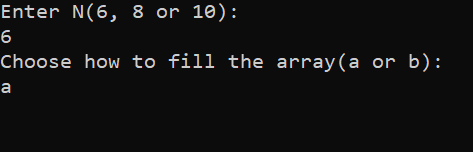 Enter N(6, 8 or 10):
6
Choose how to fill the array(a or b):
a